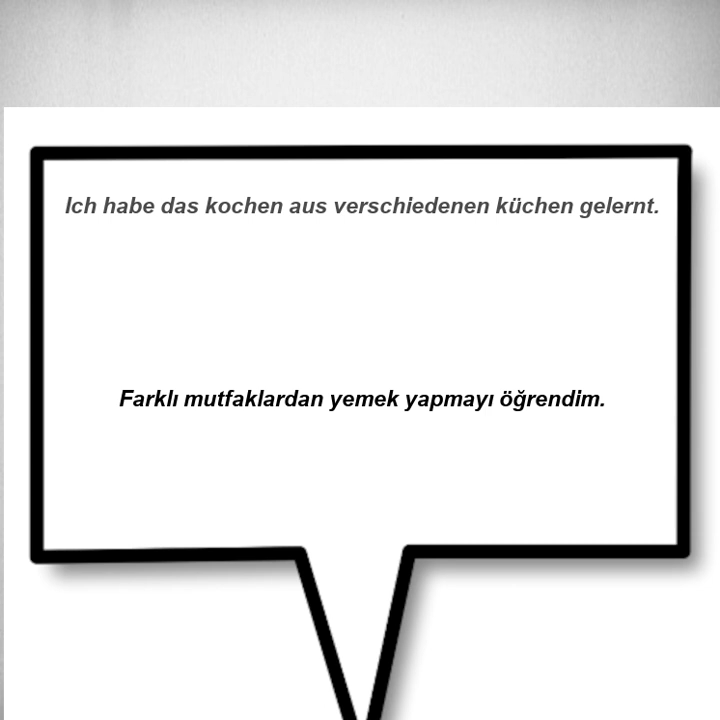 Ich habe das kochen aus verschiedenen küchen gelernt.
Farklı mutfaklardan yemek yapmayı öğrendim.